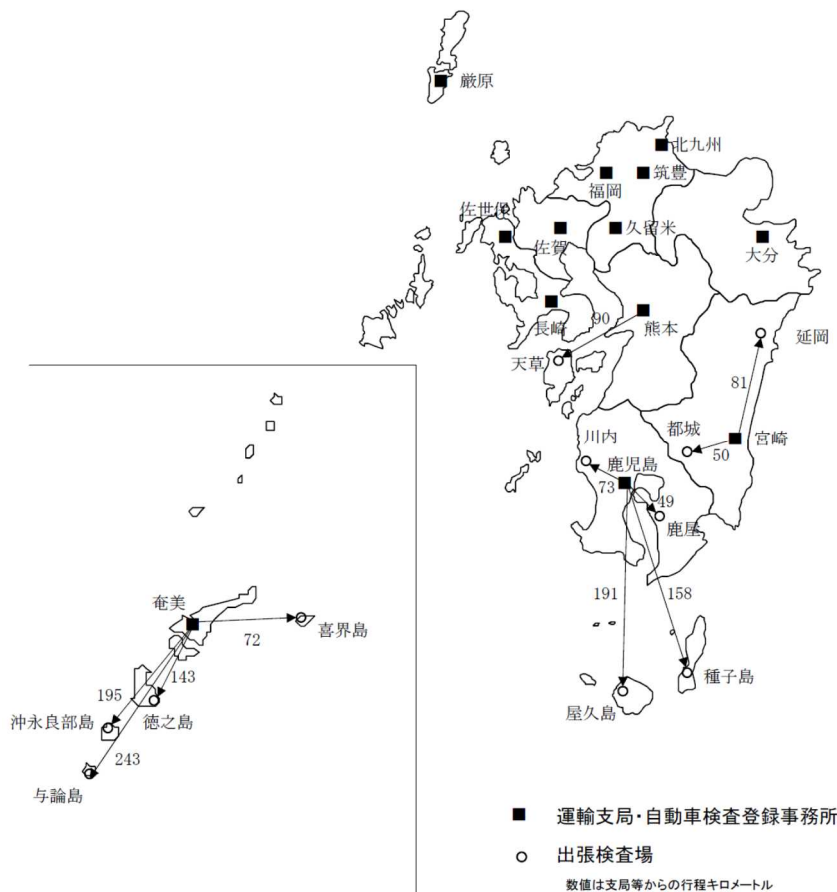 厳原
北九州
筑豊
福岡
佐世保
佐賀
久留米
大分
長崎
90
熊本
延岡
天草
81
川内
都城
宮崎
50
鹿児島
73
49
鹿屋
191
158
奄美
喜界島
72
143
種子島
195
徳之島
屋久島
沖永良部島
243
与論島
運輸支局・自動車検査登録事務所
出張検査場
数値は支局等からの行程キロメートル